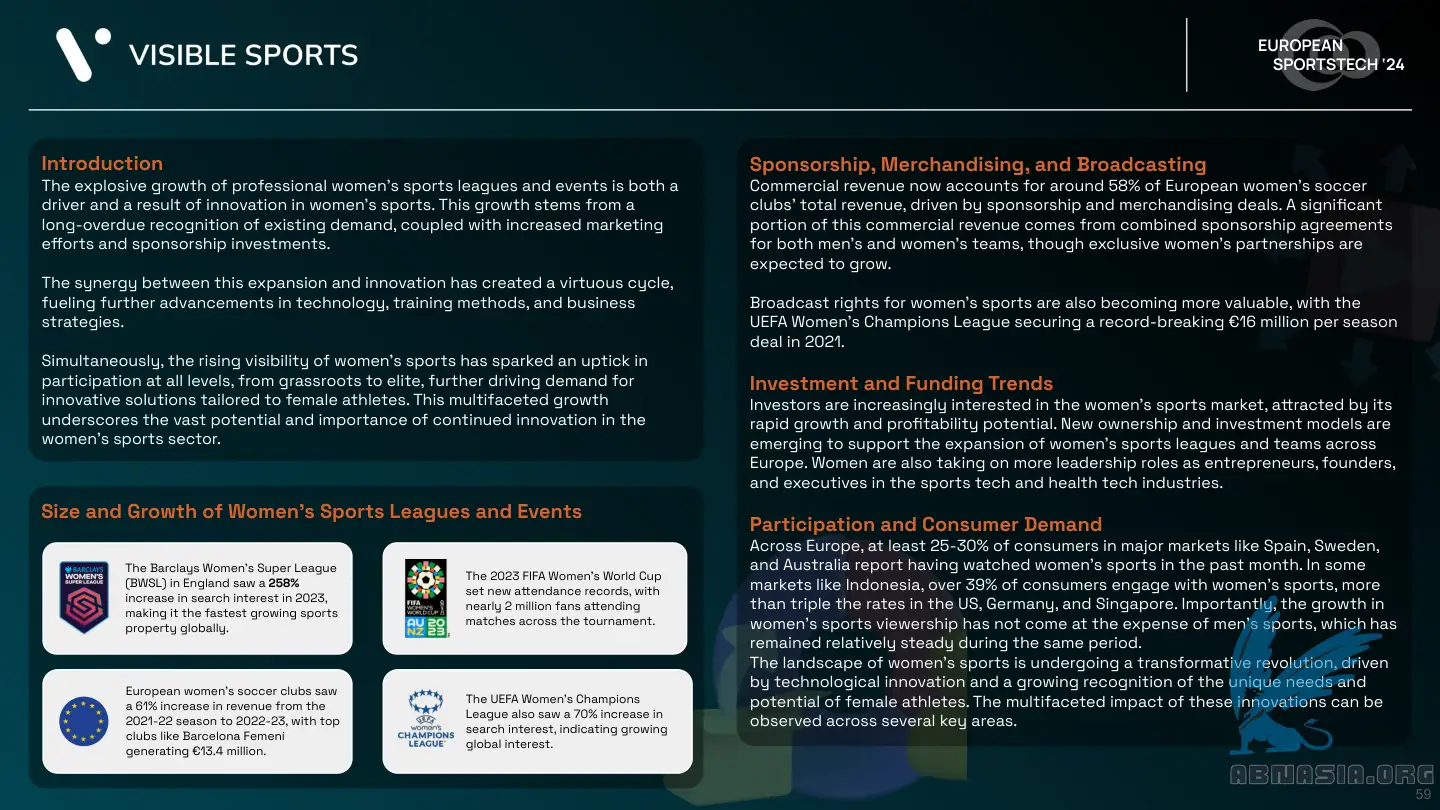 VISIBLE SPORTS
EUROPEAN
SPORTSTECH '24
Introduction
The explosive growth of professional women's sports leagues and events is both a
driver and a result of innovation in women's sports. This growth stems from a
long-overdue recognition of existing demand, coupled with increased marketing
efforts and sponsorship investments.
The synergy between this expansion and innovation has created a virtuous cycle,
fueling further advancements in technology, training methods, and business
strategies.
Simultaneously, the rising visibility of women's sports has sparked an uptick in
participation at all levels, from grassroots to elite, further driving demand for
innovative solutions tailored to female athletes. This multifaceted growth
underscores the vast potential and importance of continued innovation in the
women's sports sector.
Size and Growth of Women's Sports Leagues and Events
BARCLAYS
WOMEN'S
SUPER LEAGUE
The Barclays Women's Super League
(BWSL) in England saw a 258%
increase in search interest in 2023,
making it the fastest growing sports
property globally.
FIFA
WOMEN'S
WORLD CUP
AU 20
NZ 23
The 2023 FIFA Women's World Cup
set new attendance records, with
nearly 2 million fans attending
matches across the tournament.
European women's soccer clubs saw
a 61% increase in revenue from the
2021-22 season to 2022-23, with top
clubs like Barcelona Femení
generating €13.4 million.
UEFA
women's
CHAMPIONS
LEAGUE
The UEFA Women's Champions
League also saw a 70% increase in
search interest, indicating growing
global interest.
Sponsorship, Merchandising, and Broadcasting
Commercial revenue now accounts for around 58% of European women's soccer
clubs' total revenue, driven by sponsorship and merchandising deals. A significant
portion of this commercial revenue comes from combined sponsorship agreements
for both men's and women's teams, though exclusive women's partnerships are
expected to grow.
Broadcast rights for women's sports are also becoming more valuable, with the
UEFA Women's Champions League securing a record-breaking €16 million per season
deal in 2021.
Investment and Funding Trends
Investors are increasingly interested in the women's sports market, attracted by its
rapid growth and profitability potential. New ownership and investment models are
emerging to support the expansion of women's sports leagues and teams across
Europe. Women are also taking on more leadership roles as entrepreneurs, founders,
and executives in the sports tech and health tech industries.
Participation and Consumer Demand
Across Europe, at least 25-30% of consumers in major markets like Spain, Sweden,
and Australia report having watched women's sports in the past month. In some
markets like Indonesia, over 39% of consumers engage with women's sports, more
than triple the rates in the US, Germany, and Singapore. Importantly, the growth in
women's sports viewership has not come at the expense of men's sports, which has
remained relatively steady during the same period.
The landscape of women's sports is undergoing a transformative revolution, driven
by technological innovation and a growing recognition of the unique needs and
potential of female athletes. The multifaceted impact of these innovations can be
observed across several key areas.
ABNASIA.ORG
59